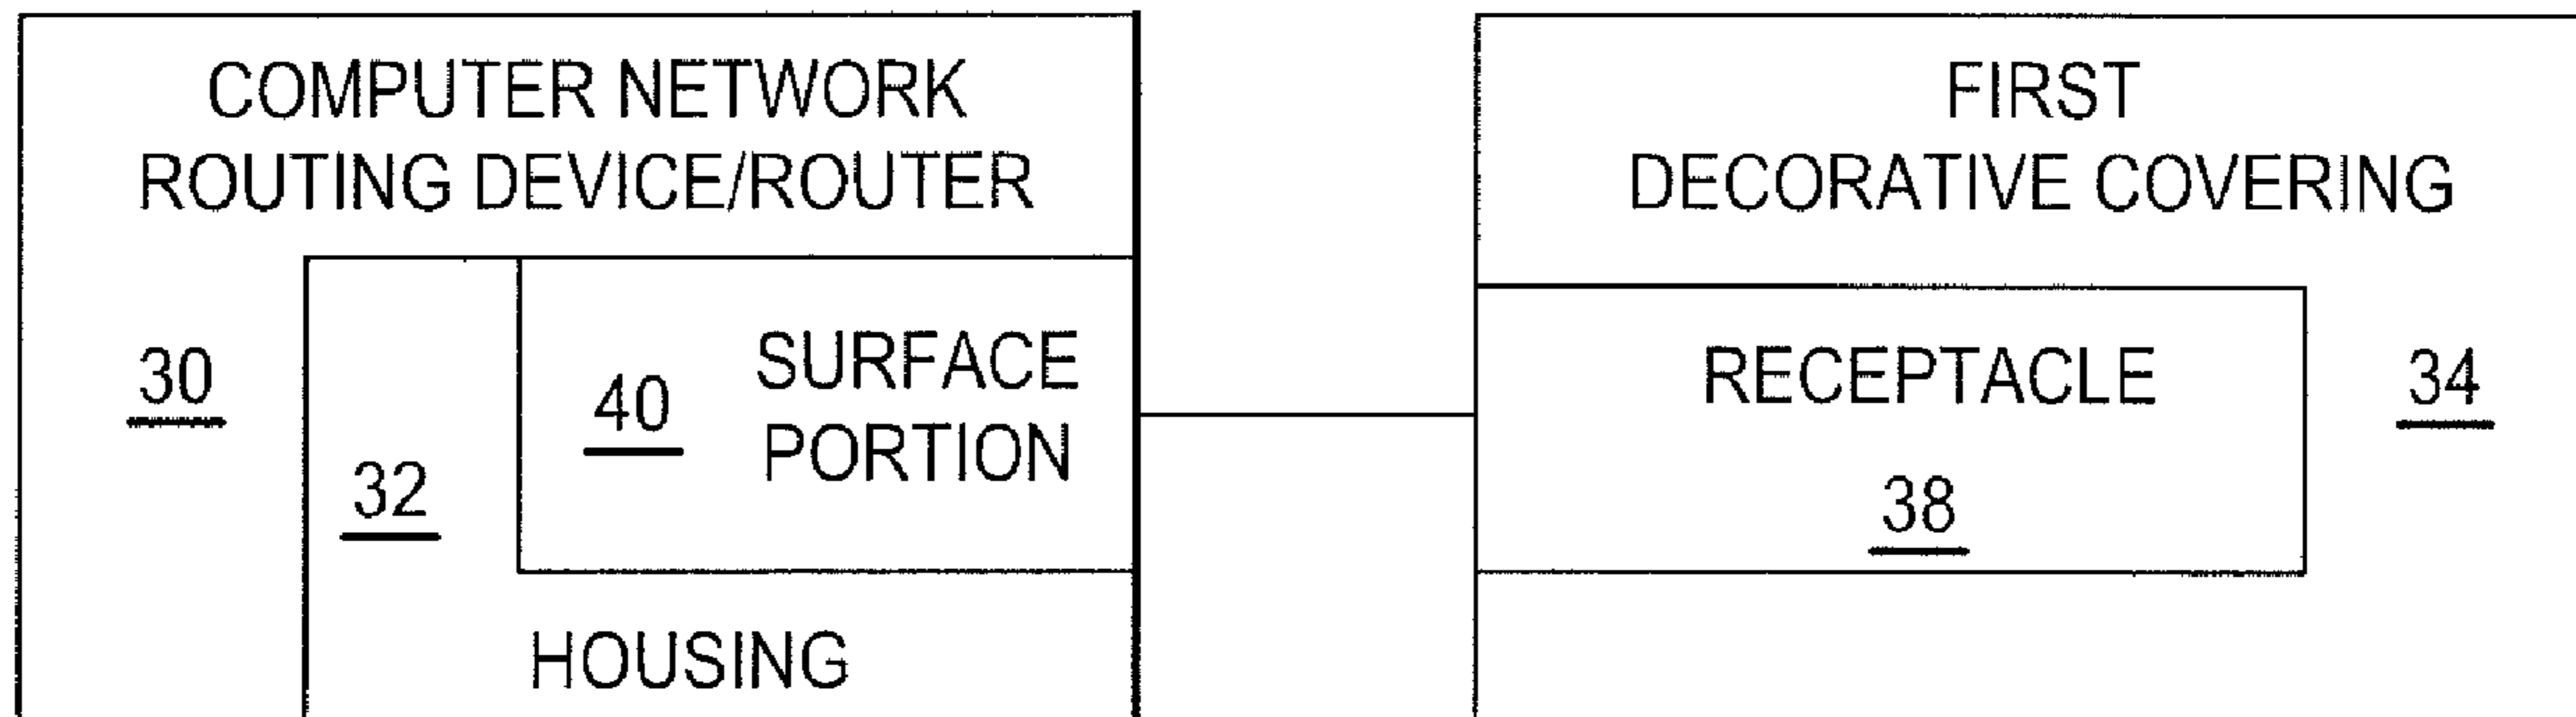 COMPUTER NETWORK
ROUTING DEVICE/ROUTER
30
32
40
SURFACE
PORTION
HOUSING
FIRST
DECORATIVE COVERING
RECEPTACLE
38
34